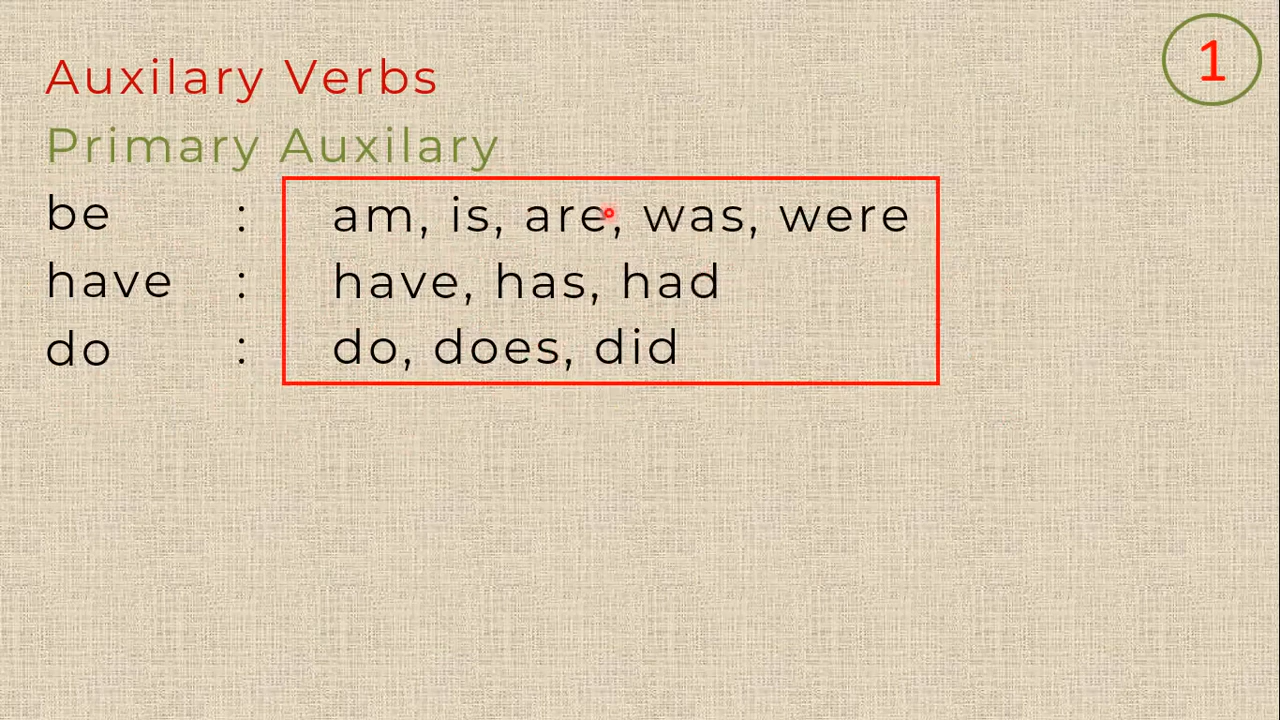 Auxilary Verbs
1
Primary Auxilary
be : am, is, are, was, were
have : have, has, had
do : do, does, did